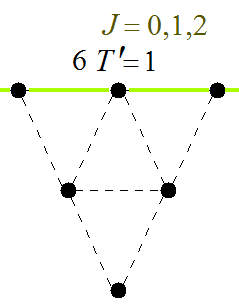 J = 0,1,2
6 T′=1